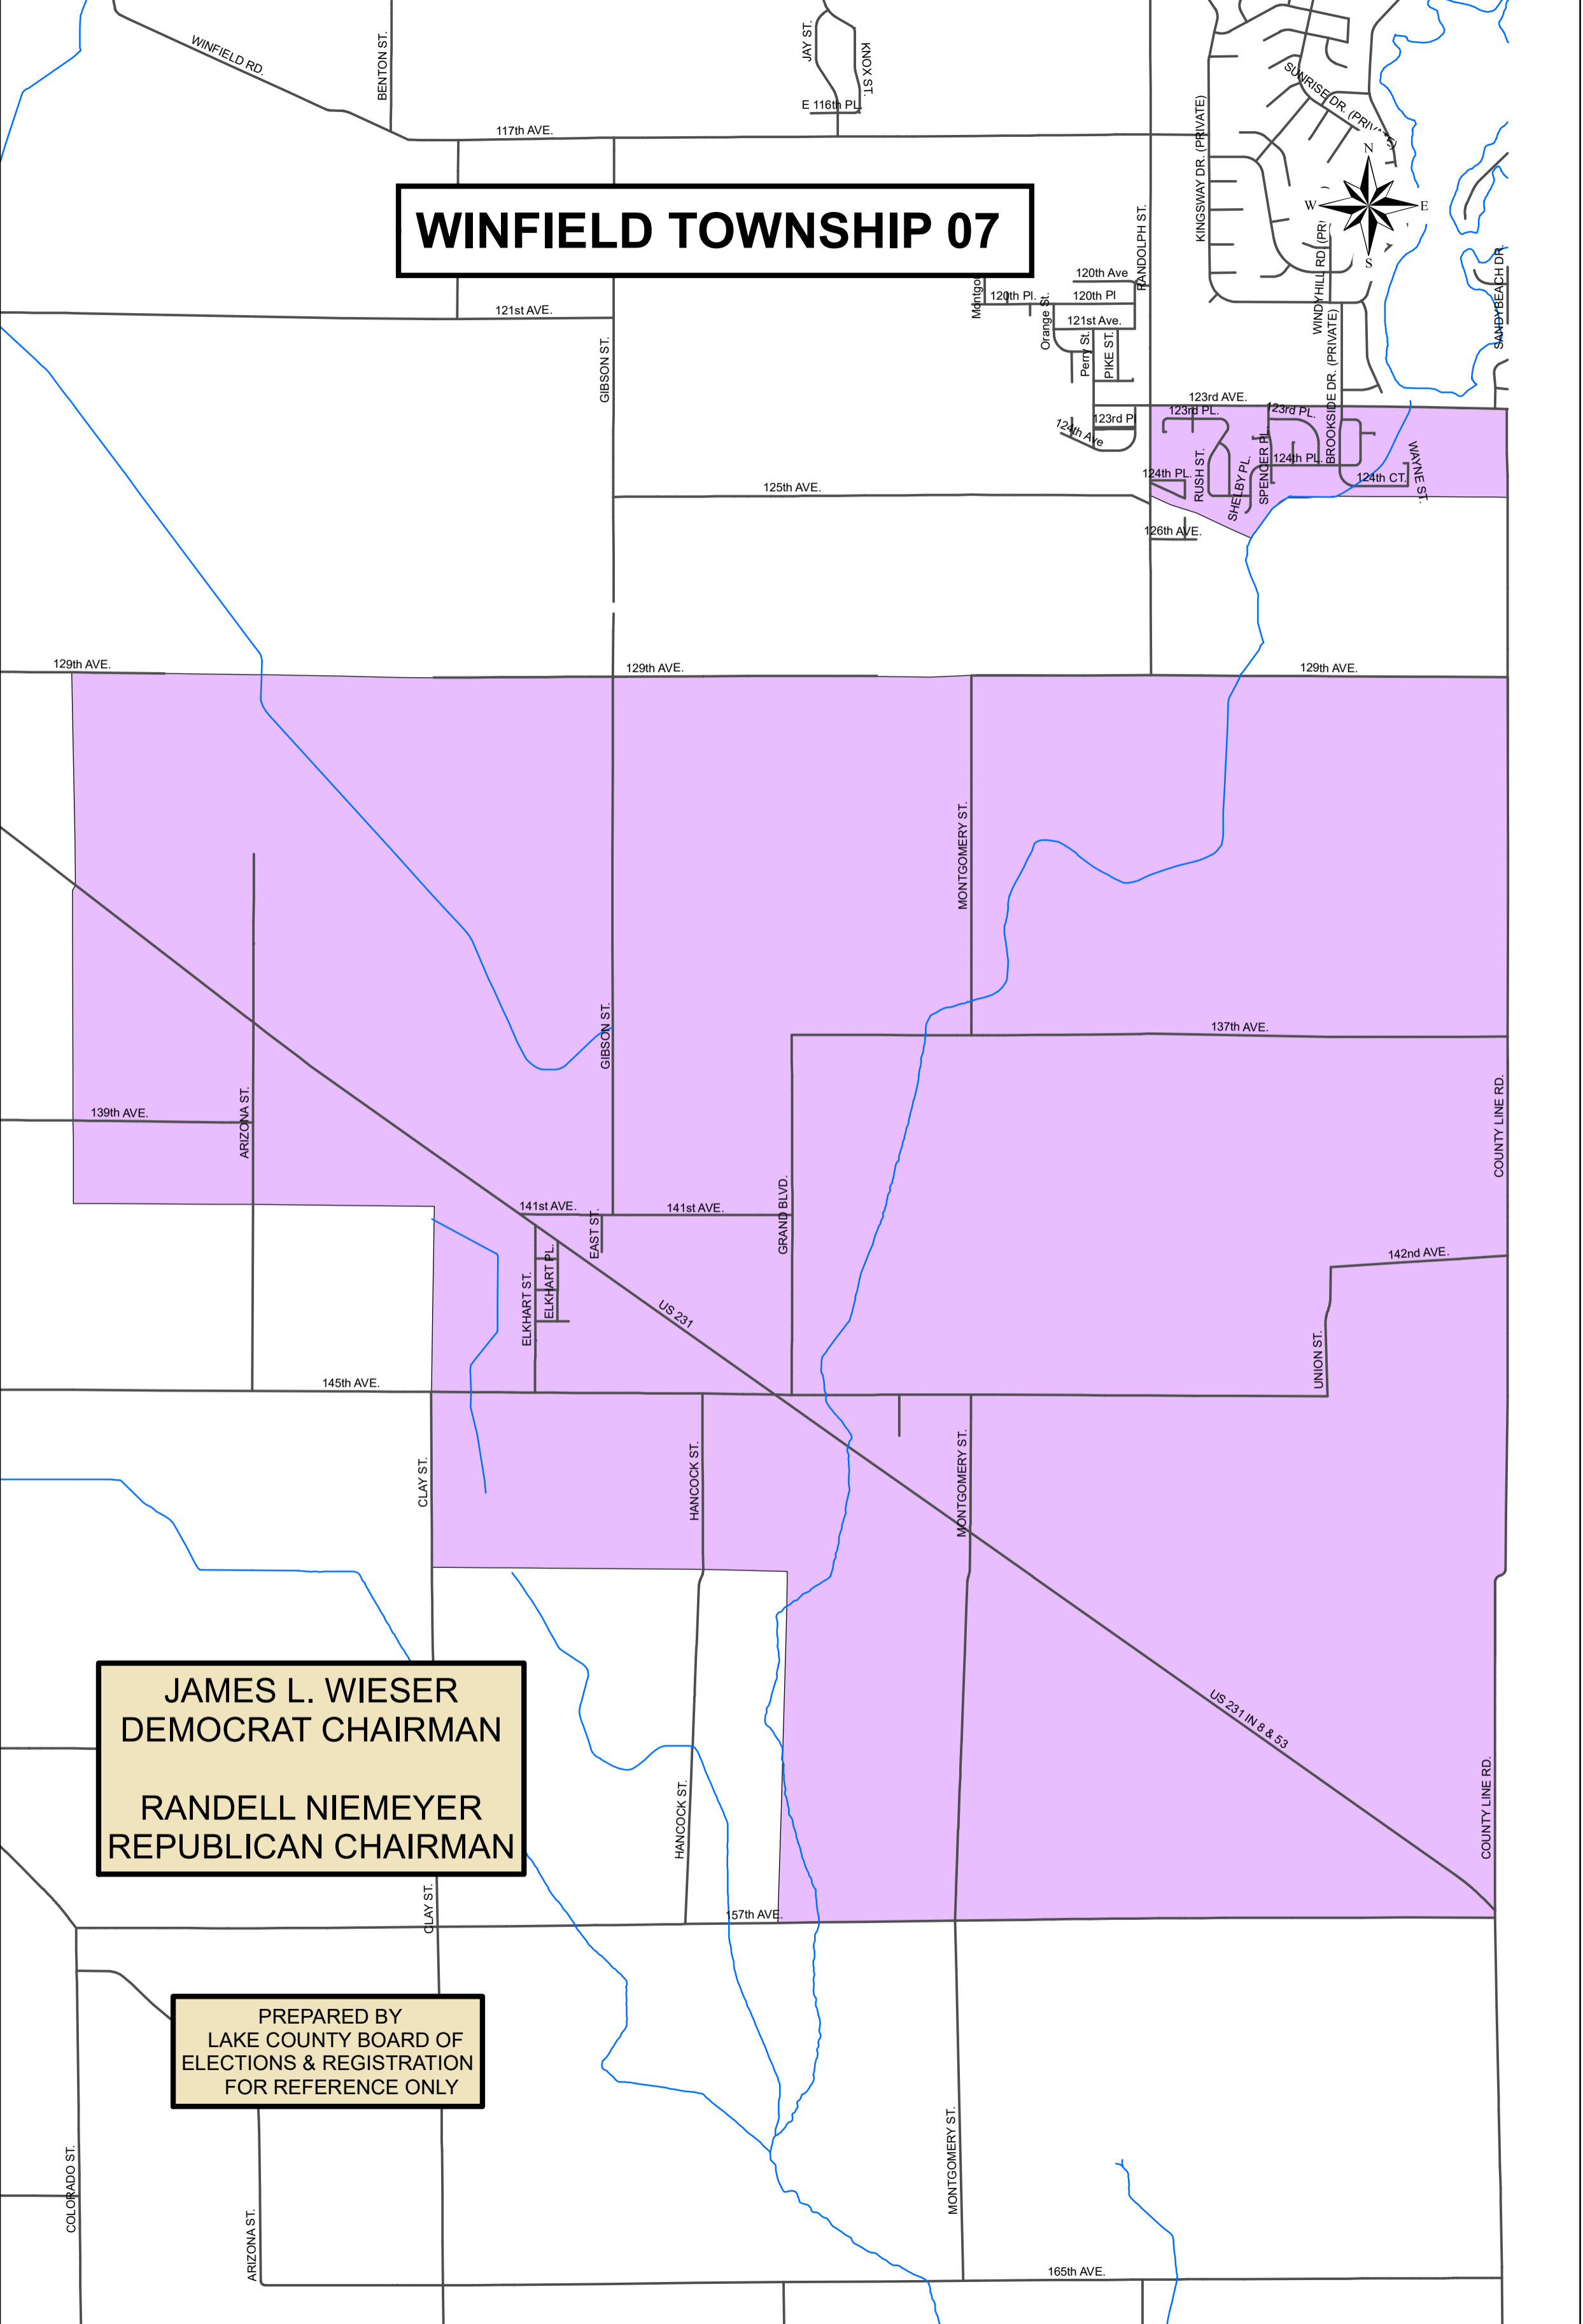 WINFIELD RD.
BENTON ST.
JAY ST.
KNOX ST.
E 116th PL.
117th AVE.
SUNRISE DR. (PRIVATE)
KINGSWAY DR. (PRIVATE)
N
W
E
S
WINFIELD TOWNSHIP 07
RANDOLPH ST.
WINDYHILL RD. (PR
SANDYBEACH DR.
120th Ave
Montgo
120th Pl.
120th Pl
121st AVE.
Orange St.
121st Ave.
Perry St.
PIKE ST.
GIBSON ST.
BROOKSIDE DR. (PRIVATE)
123rd AVE.
123rd PL.
123rd PL.
123rd Pl
124th Ave
124th PL.
124th PL.
124th CT.
RUSH ST.
SHELBY PL.
SPENCER PL.
WAYNE ST.
125th AVE.
126th AVE.
129th AVE.
129th AVE.
129th AVE.
MONTGOMERY ST.
GIBSON ST.
137th AVE.
139th AVE.
ARIZONA ST.
COUNTY LINE RD.
141st AVE.
141st AVE.
EAST ST.
GRAND BLVD.
ELKHART ST.
ELKHART PL.
142nd AVE.
US 231
UNION ST.
145th AVE.
CLAY ST.
HANCOCK ST.
MONTGOMERY ST.
JAMES L. WIESER
DEMOCRAT CHAIRMAN
RANDELL NIEMEYER
REPUBLICAN CHAIRMAN
US 231 IN 8 & 53
HANCOCK ST.
COUNTY LINE RD.
CLAY ST.
157th AVE.
PREPARED BY
LAKE COUNTY BOARD OF
ELECTIONS & REGISTRATION
FOR REFERENCE ONLY
COLORADO ST.
ARIZONA ST.
MONTGOMERY ST.
165th AVE.